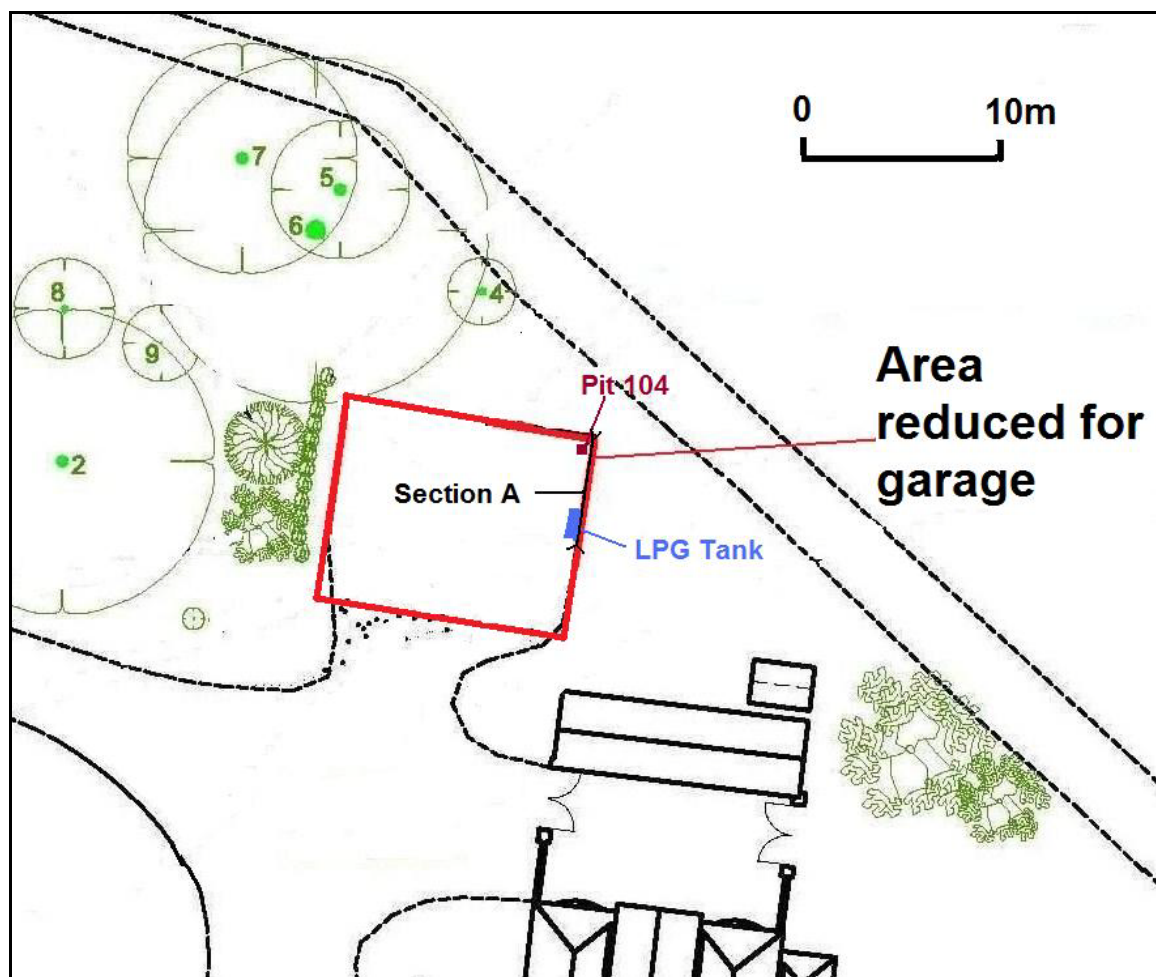 0 10m
7
5
6
8
4
9
Area
reduced for
garage
Pit 104
2
Section A
LPG Tank